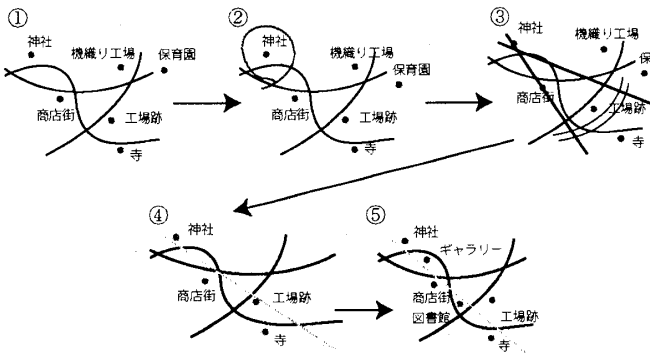 ①
神社
機織り工場
保育園
商店街
工場跡
寺
②
神社
機織り工場
保育園
商店街
工場跡
寺
③
神社
機織り工場
保
商店街
工場跡
寺
④
神社
商店街
工場跡
寺
⑤
神社
ギャラリー
商店街
図書館
工場跡
寺